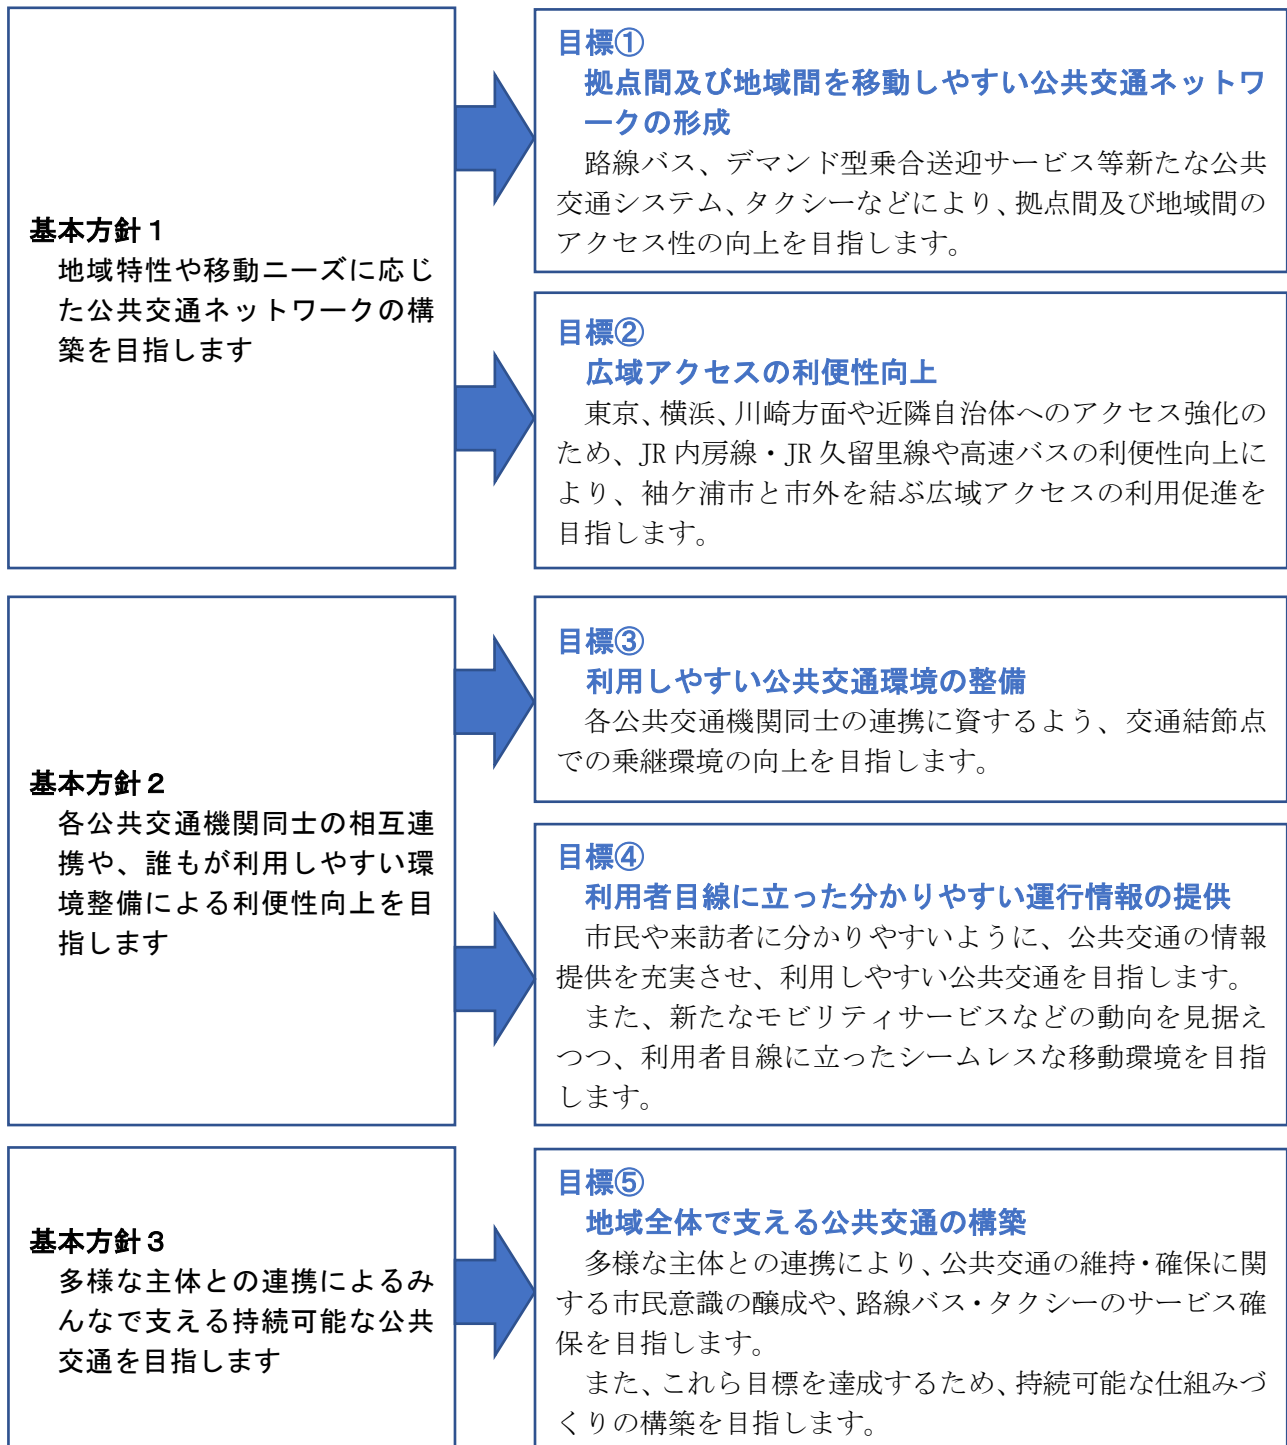 基本方針１
地域特性や移動ニーズに応じ
た公共交通ネットワークの構
築を目指します
目標①
拠点間及び地域間を移動しやすい公共交通ネットワ
ークの形成
路線バス、デマンド型乗合送迎サービス等新たな公共
交通システム、タクシーなどにより、拠点間及び地域間の
アクセス性の向上を目指します。
目標②
広域アクセスの利便性向上
東京、横浜、川崎方面や近隣自治体へのアクセス強化の
ため、JR内房線・JR久留里線や高速バスの利便性向上に
より、袖ケ浦市と市外を結ぶ広域アクセスの利用促進を
目指します。
基本方針２
各公共交通機関同士の相互連
携や、誰もが利用しやすい環
境整備による利便性向上を目
指します
目標③
利用しやすい公共交通環境の整備
各公共交通機関同士の連携に資するよう、交通結節点
での乗継環境の向上を目指します。
目標④
利用者目線に立った分かりやすい運行情報の提供
市民や来訪者に分かりやすいように、公共交通の情報
提供を充実させ、利用しやすい公共交通を目指します。
また、新たなモビリティサービスなどの動向を見据え
つつ、利用者目線に立ったシームレスな移動環境を目指
します。
基本方針３
多様な主体との連携によるみ
んなで支える持続可能な公共
交通を目指します
目標⑤
地域全体で支える公共交通の構築
多様な主体との連携により、公共交通の維持・確保に関
する市民意識の醸成や、路線バス・タクシーのサービス確
保を目指します。
また、これら目標を達成するため、持続可能な仕組みづ
くりの構築を目指します。